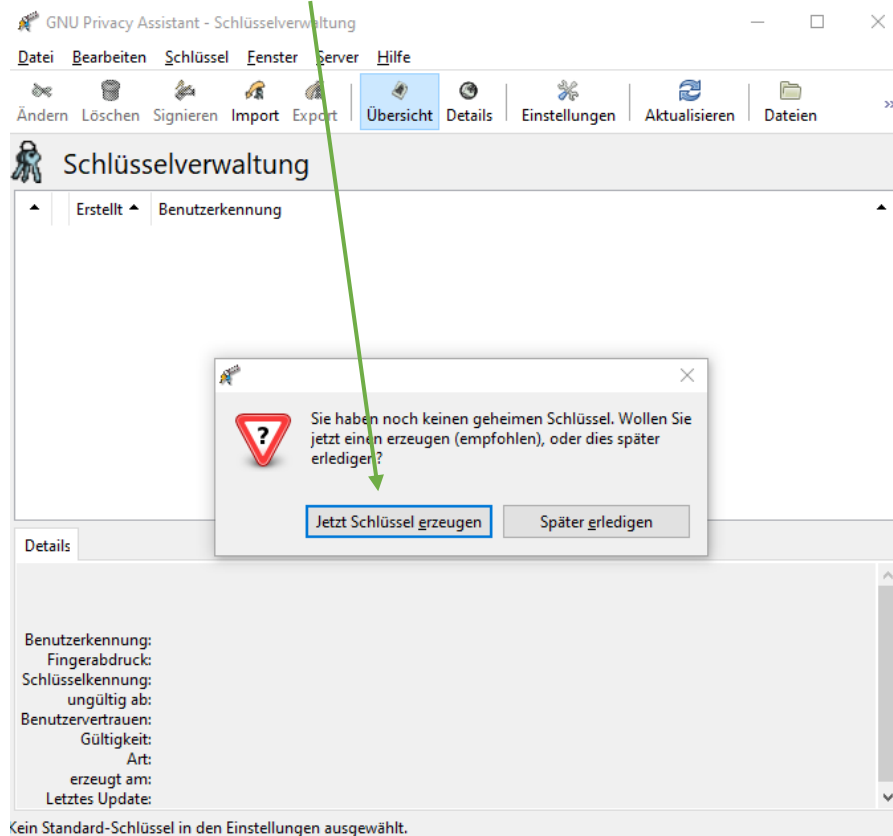 GNU Privacy Assistant - Schlüsselverwaltung
Datei Bearbeiten Schlüssel Fenster Server Hilfe
Ändern Löschen Signieren Import Export Übersicht Details Einstellungen Aktualisieren Dateien »
Schlüsselverwaltung
Erstellt Benutzerkennung
Sie haben noch keinen geheimen Schlüssel. Wollen Sie
jetzt einen erzeugen (empfohlen), oder dies später
erledigen?
?
Jetzt Schlüssel erzeugen Später erledigen
Details
Benutzerkennung:
Fingerabdruck:
Schlüsselkennung:
ungültig ab:
Benutzervertrauen:
Gültigkeit:
Art:
erzeugt am:
Letztes Update:
Kein Standard-Schlüssel in den Einstellungen ausgewählt.